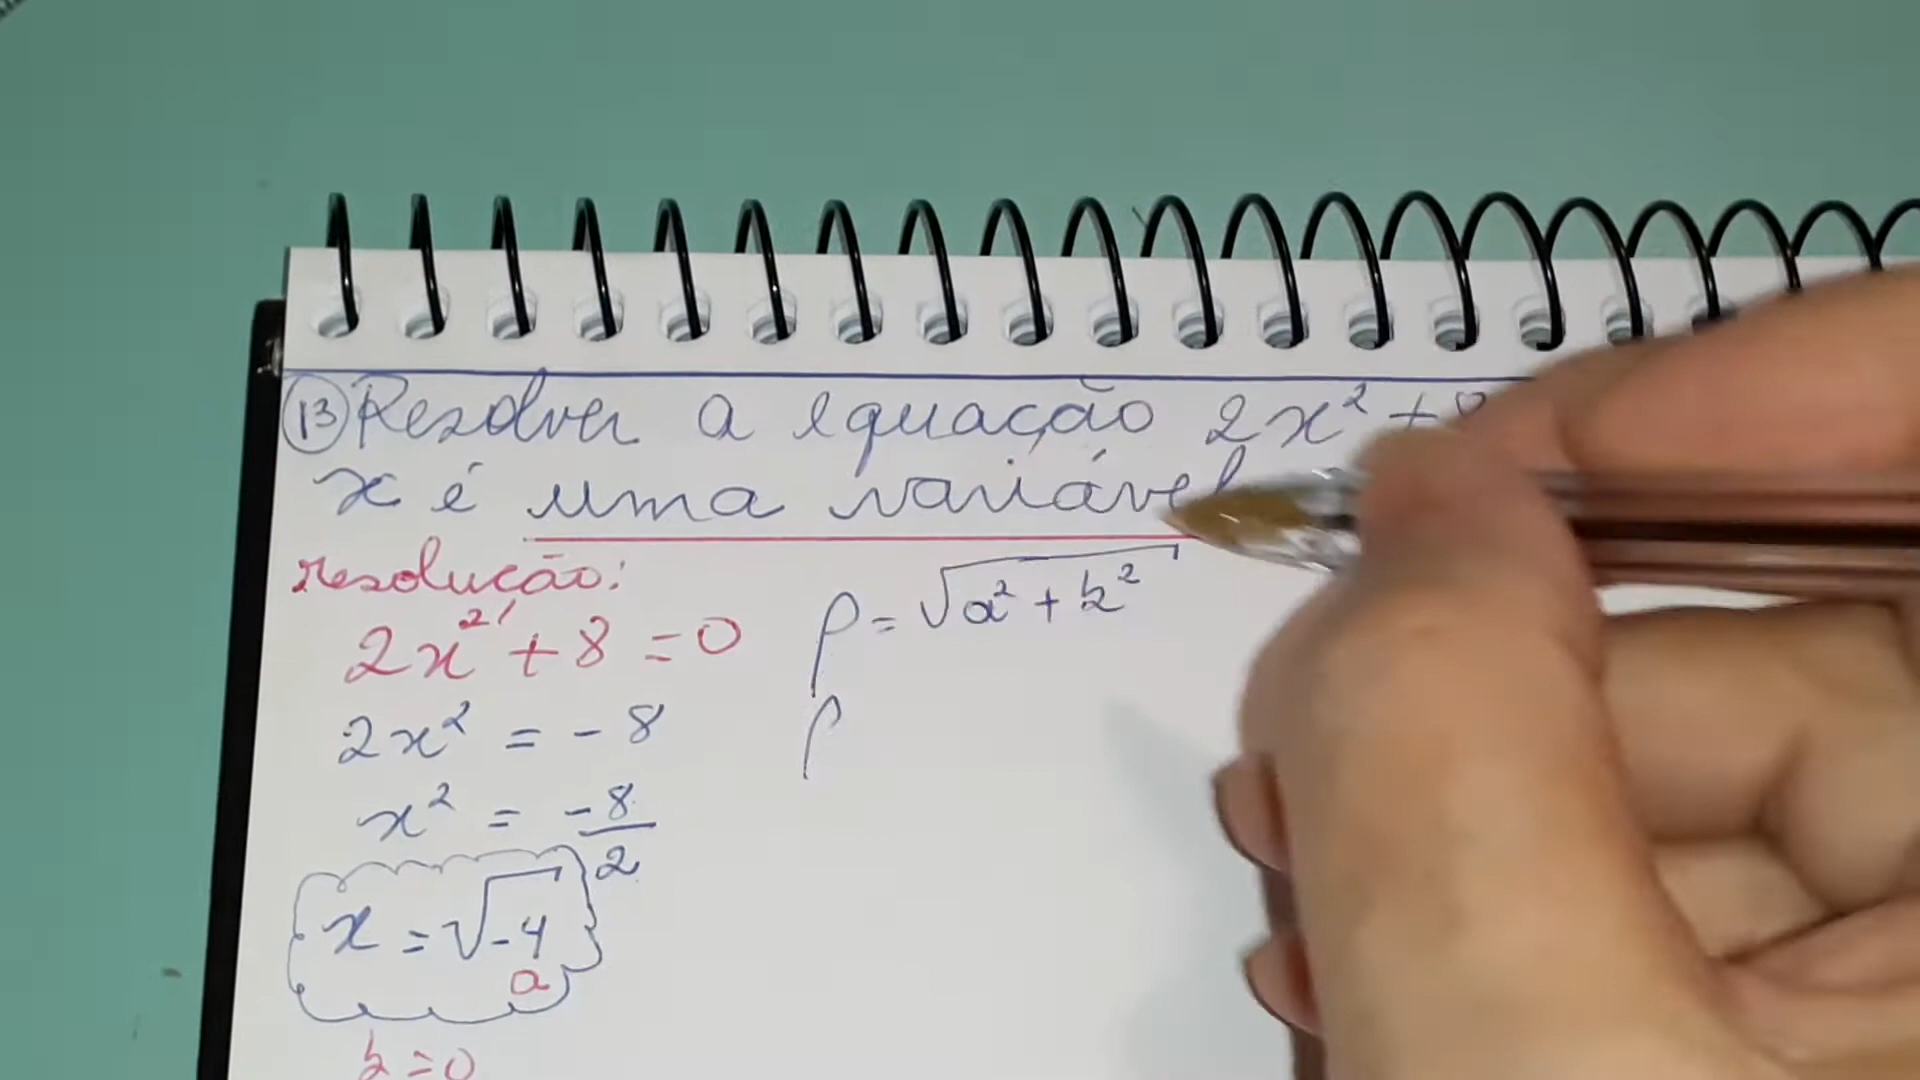 13 Resolver a equação 2x² +
x é uma variável
resolução:
2x² + 8 = 0
2x² = - 8
x² = - 8/2
x = √-4
a
b = 0
ρ = √a² + b²
ρ